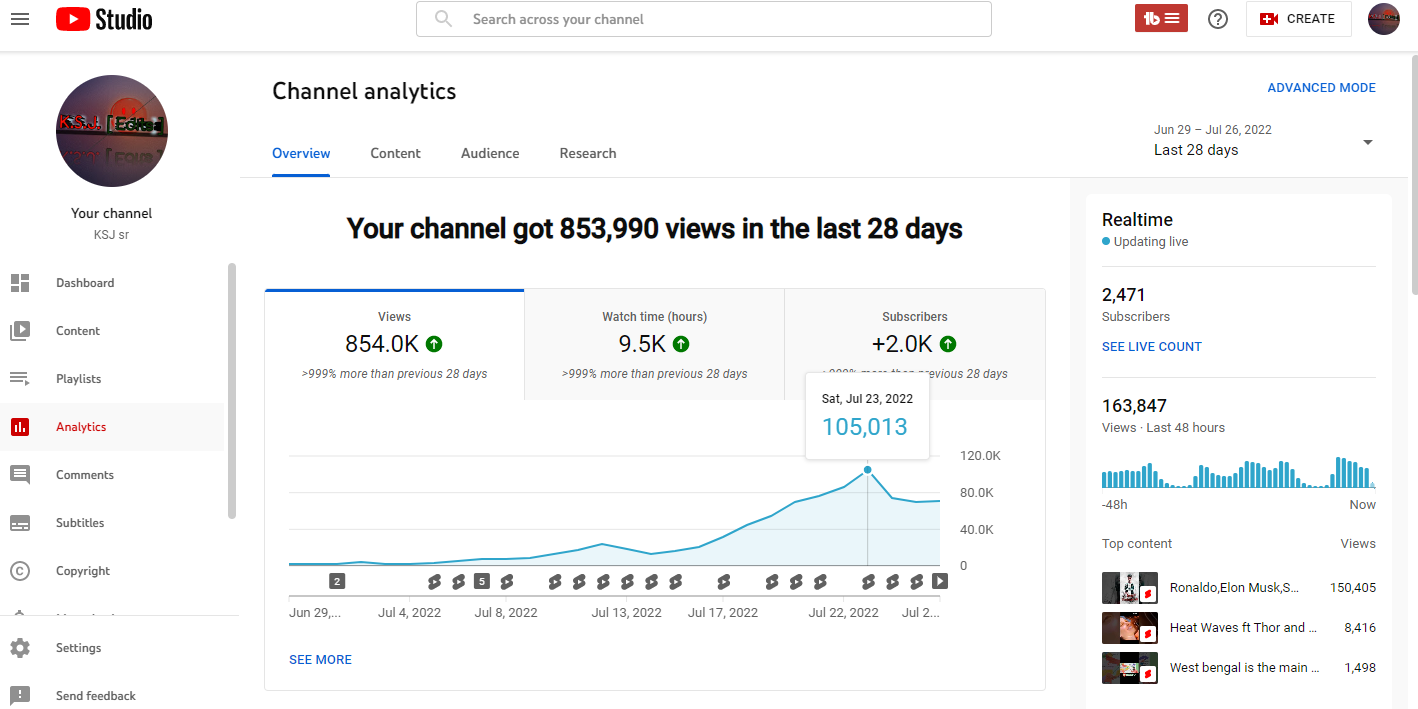 Studio
Search across your channel
CREATE
K.S.J. [Edits]
Your channel
KSJ sr
Dashboard
Content
Playlists
Analytics
Comments
Subtitles
Copyright
Settings
Send feedback
Channel analytics
ADVANCED MODE
Overview
Content
Audience
Research
Jun 29 – Jul 26, 2022
Last 28 days
Your channel got 853,990 views in the last 28 days
Views
854.0K
>999% more than previous 28 days
Watch time (hours)
9.5K
>999% more than previous 28 days
Subscribers
+2.0K
more than previous 28 days
Sat, Jul 23, 2022
105,013
120.0K
80.0K
40.0K
0
2
5
Jun 29,...
Jul 4, 2022
Jul 8, 2022
Jul 13, 2022
Jul 17, 2022
Jul 22, 2022
Jul 2...
SEE MORE
Realtime
Updating live
2,471
Subscribers
SEE LIVE COUNT
163,847
Views · Last 48 hours
-48h
Now
Top content
Views
Ronaldo,Elon Musk,S...
150,405
Heat Waves ft Thor and ...
8,416
West bengal is the main ...
1,498